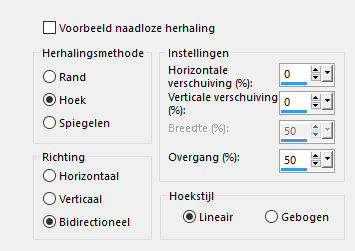 Voorbeeld naadloze herhaling
Herhalingsmethode
Rand
Hoek
Spiegelen
Richting
Horizontaal
Verticaal
Bidirectioneel
Instellingen
Horizontale
verschuiving (%):
0
Verticale verschuiving
(%):
0
Breedte (%):
50
Overgang (%):
50
Hoekstijl
Lineair
Gebogen